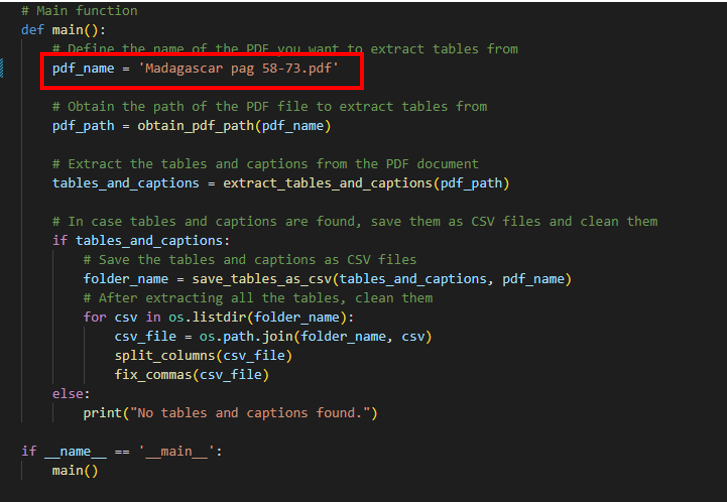 # Main function
def main():
    # Define the name of the PDF you want to extract tables from
    pdf_name = 'Madagascar pag 58-73.pdf'

    # Obtain the path of the PDF file to extract tables from
    pdf_path = obtain_pdf_path(pdf_name)

    # Extract the tables and captions from the PDF document
    tables_and_captions = extract_tables_and_captions(pdf_path)

    # In case tables and captions are found, save them as CSV files and clean them
    if tables_and_captions:
        # Save the tables and captions as CSV files
        folder_name = save_tables_as_csv(tables_and_captions, pdf_name)
        # After extracting all the tables, clean them
        for csv in os.listdir(folder_name):
            csv_file = os.path.join(folder_name, csv)
            split_columns(csv_file)
            fix_commas(csv_file)
    else:
        print("No tables and captions found.")

if __name__ == '__main__':
    main()